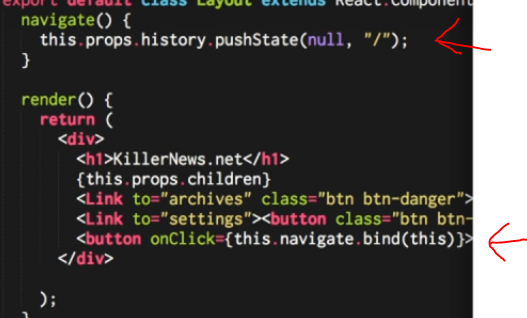 export default class Layout extends React.Component
navigate() {
this.props.history.pushState(null, "/");
}
render() {
return (
<div>
<h1>KillerNews.net</h1>
{this.props.children}
<Link to="archives" class="btn btn-danger">
<Link to="settings"><button class="btn btn-
<button onClick={this.navigate.bind(this)}>
</div>
);
}